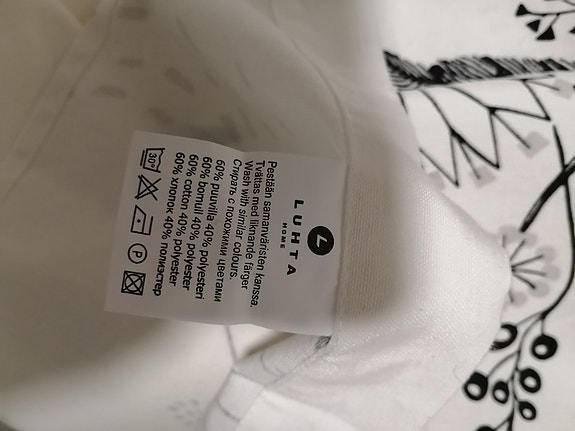 L
LUHTA
HOME
Pestään samanväristen kanssa.
Tvättas med liknande färger
Wash with similar colours.
Стирать с похожими цветами
60% puuvilla 40% polyesteri
60% bomull 40% polyester
60% cotton 40% polyester
60% хлопок 40% полиэстер
30°
P